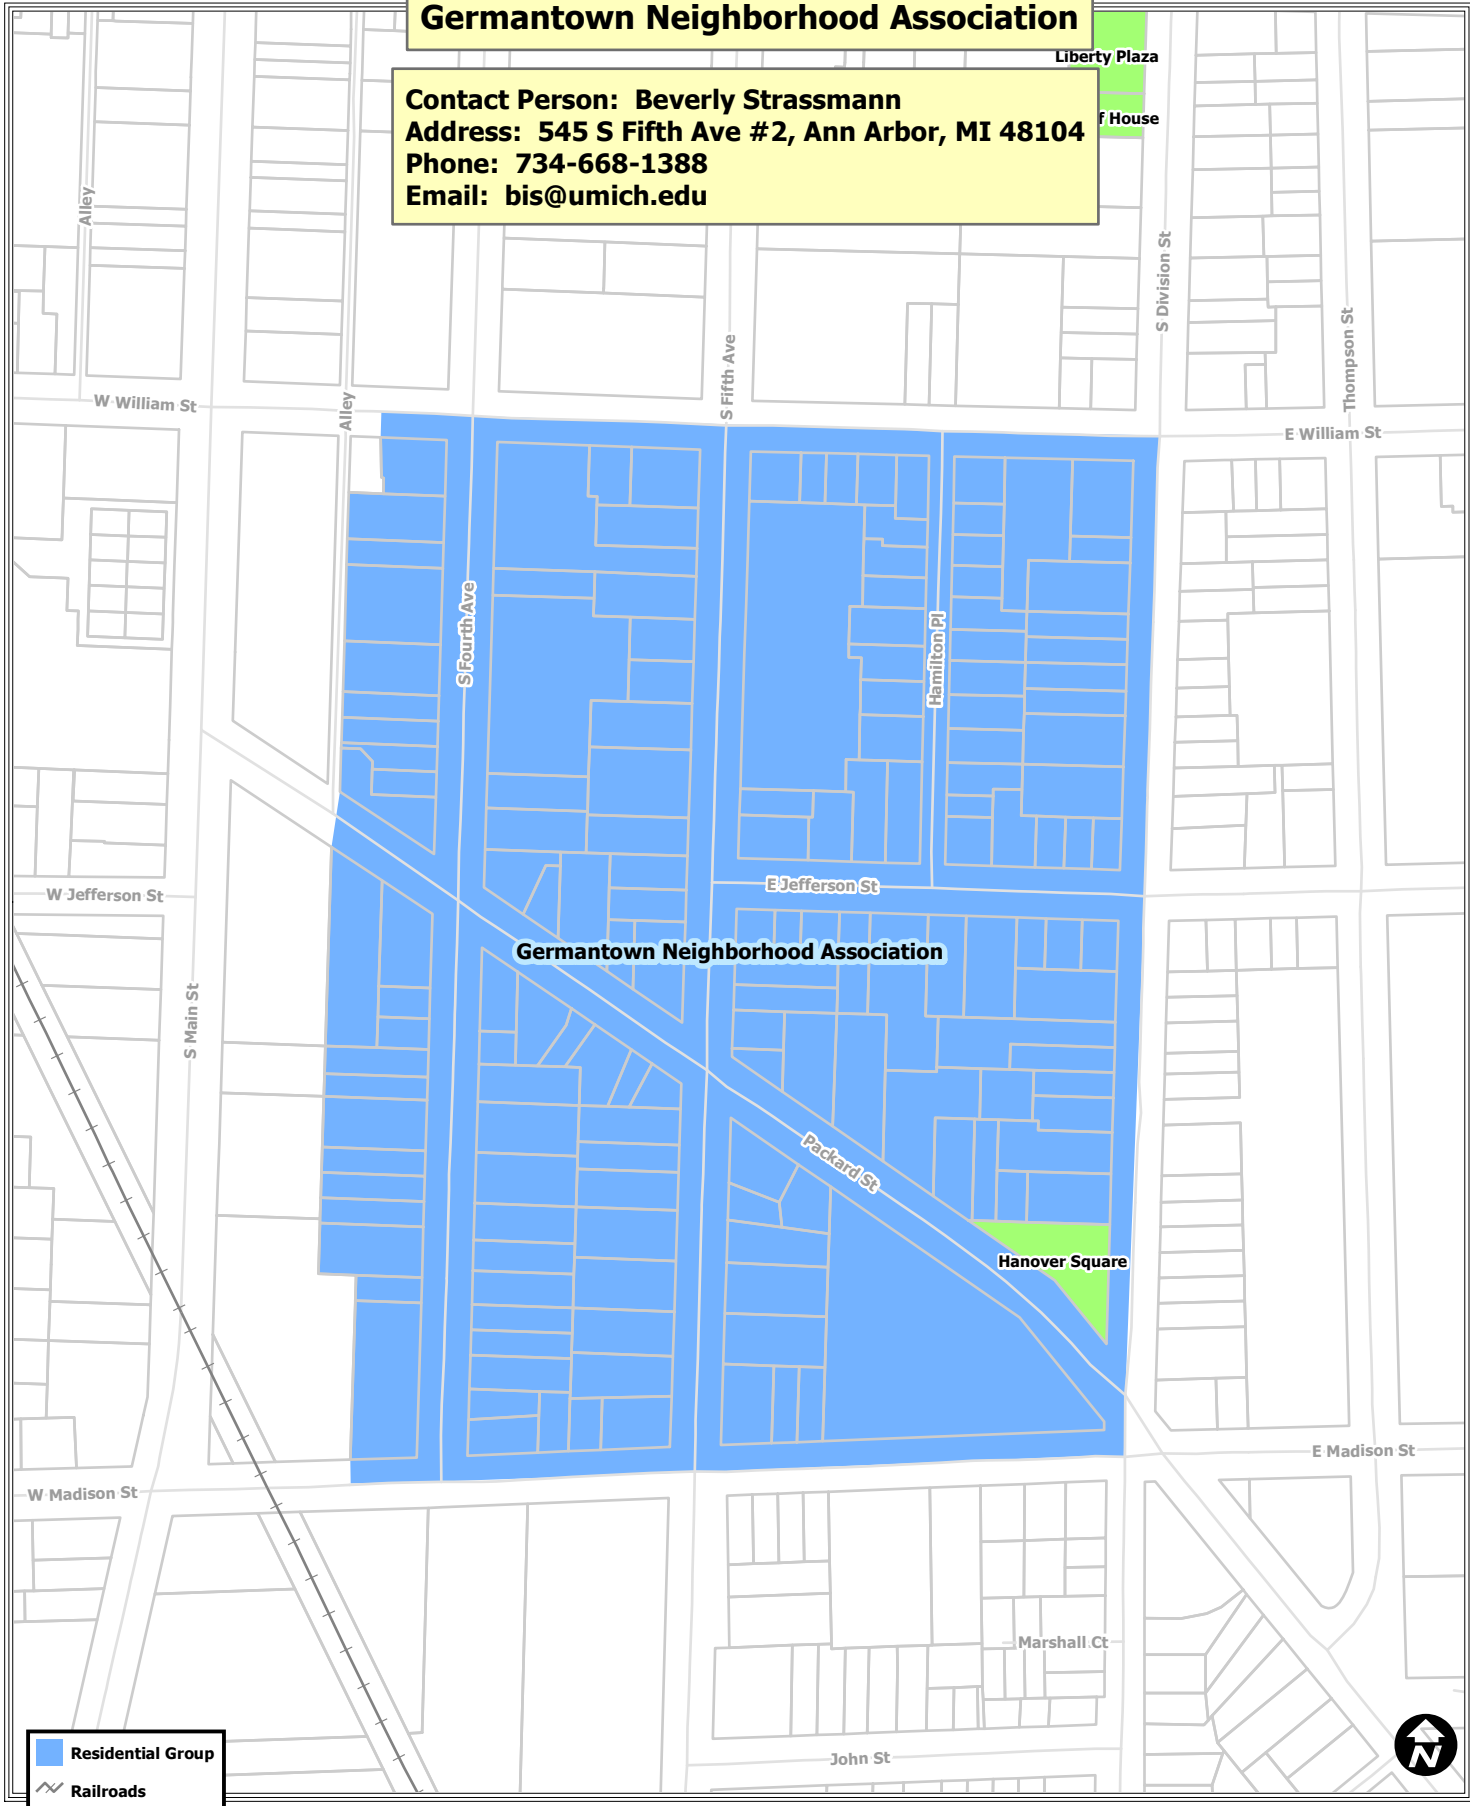 Germantown Neighborhood Association
Liberty Plaza
Contact Person: Beverly Strassmann
Address: 545 S Fifth Ave #2, Ann Arbor, MI 48104
Phone: 734-668-1388
Email: bis@umich.edu
House
Alley
S Division St
Thompson St
S Fifth Ave
Alley
W William St
E William St
S Fourth Ave
Hamilton Pl
E Jefferson St
W Jefferson St
Germantown Neighborhood Association
S Main St
Packard St
Hanover Square
E Madison St
W Madison St
Marshall Ct
John St
N
Residential Group
Railroads